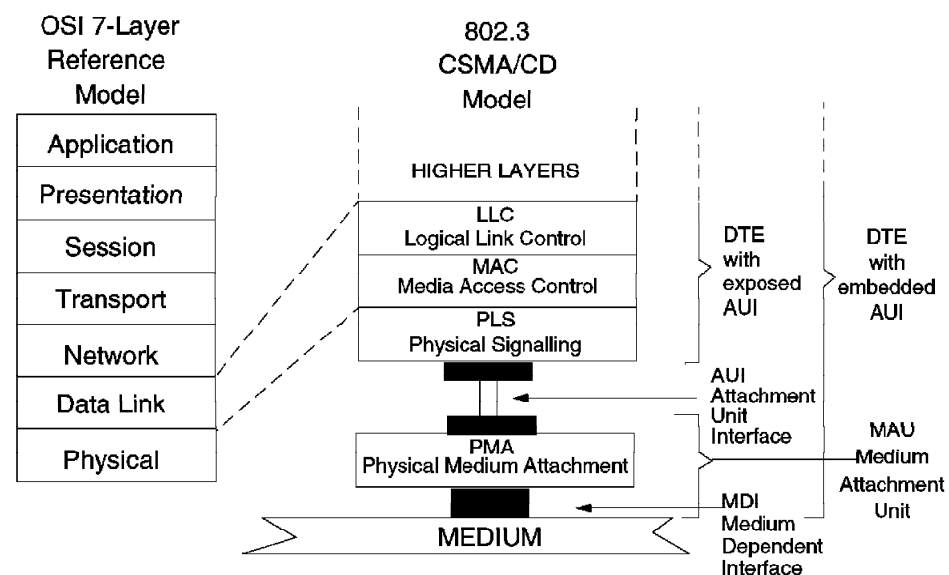 OSI 7-Layer
Reference
Model
Application
Presentation
Session
Transport
Network
Data Link
Physical
802.3
CSMA/CD
Model
HIGHER LAYERS
LLC
Logical Link Control
MAC
Media Access Control
PLS
Physical Signalling
PMA
Physical Medium Attachment
MEDIUM
DTE
with
exposed
AUI
DTE
with
embedded
AUI
AUI
Attachment
Unit
Interface
MAU
Medium
Attachment
Unit
MDI
Medium
Dependent
Interface